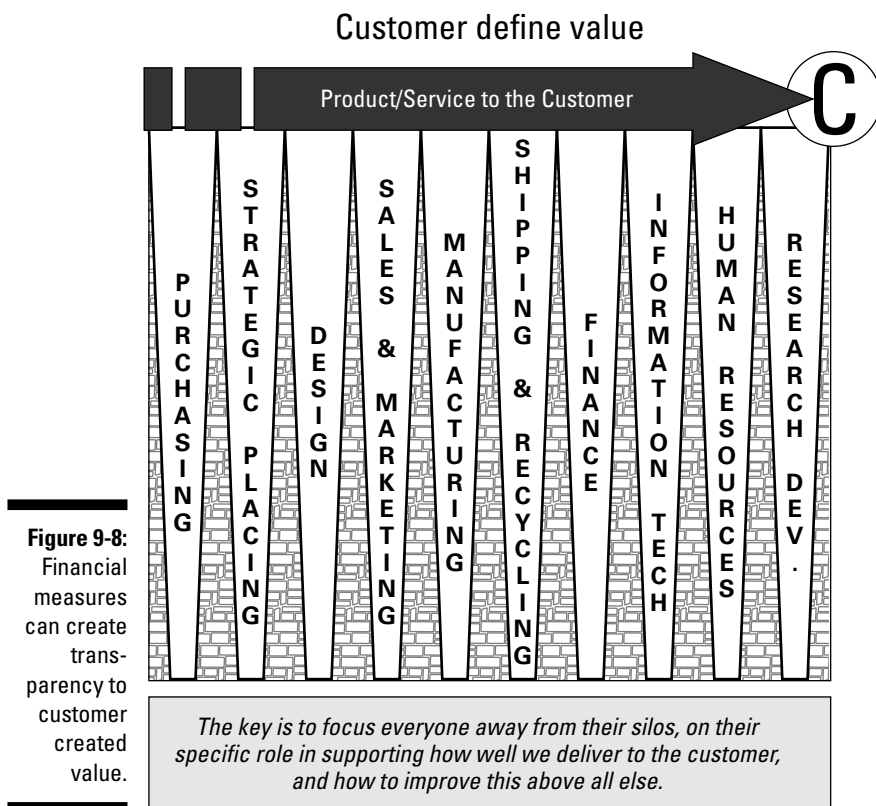 Customer define value
Product/Service to the Customer
C
PURCHASING
STRATEGIC PLACING
DESIGN
SALES & MARKETING
MANUFACTURING
SHIPPING & RECYCLING
FINANCE
INFORMATION TECH
HUMAN RESOURCES
RESEARCH DEV.
Figure 9-8:
Financial
measures
can create
trans-
parency to
customer
created
value.
The key is to focus everyone away from their silos, on their
specific role in supporting how well we deliver to the customer,
and how to improve this above all else.